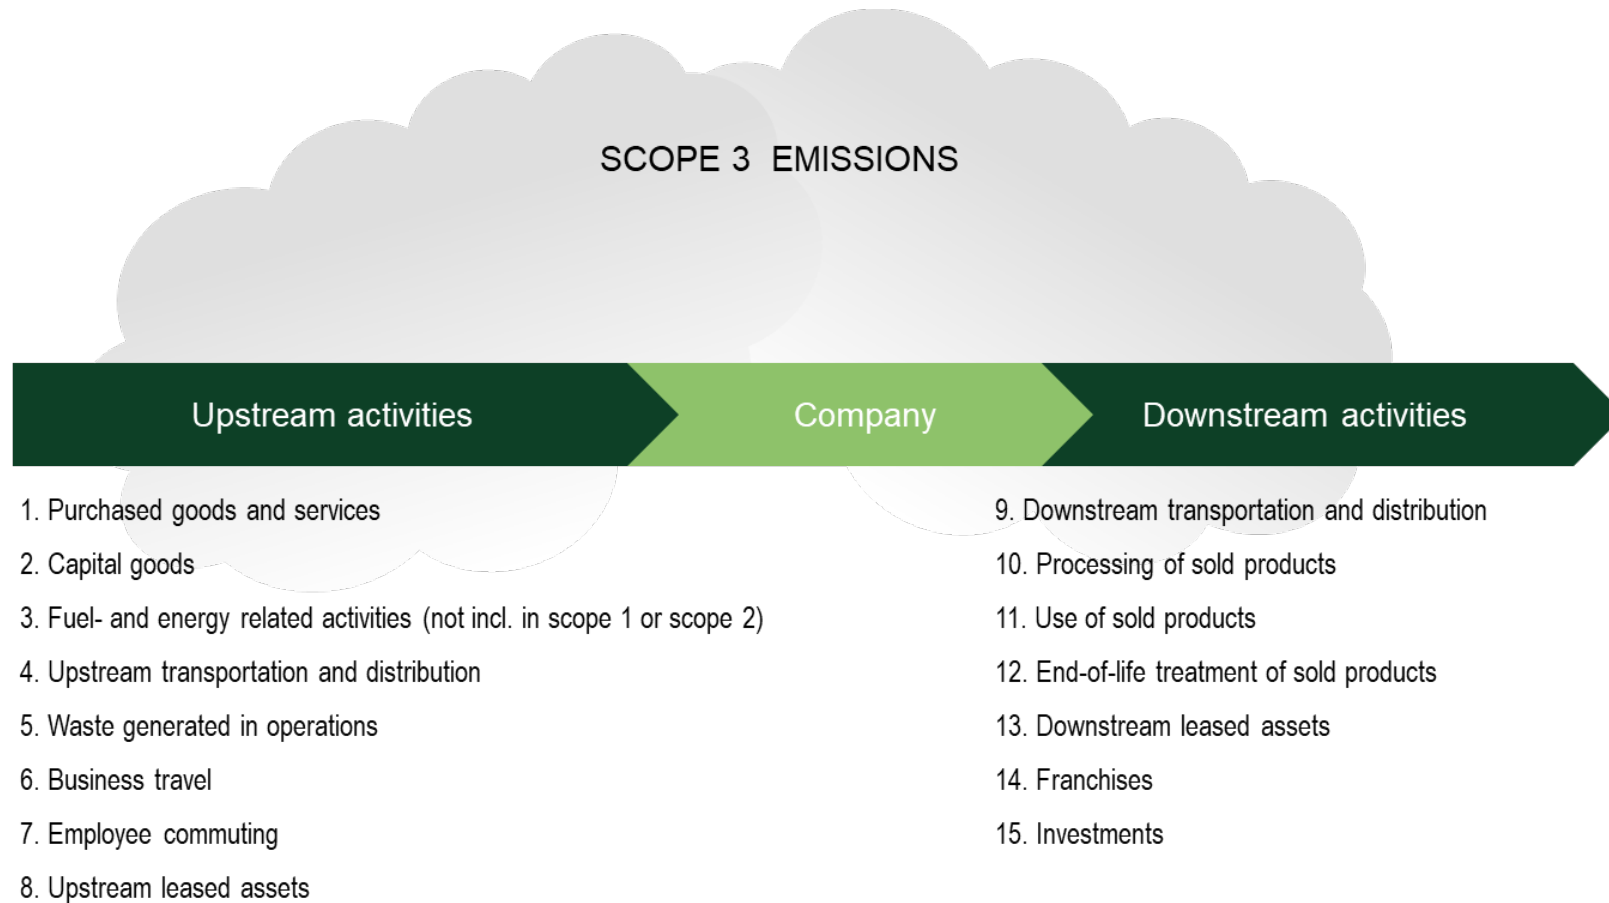 SCOPE 3 EMISSIONS
Upstream activities
Company
Downstream activities
1. Purchased goods and services
2. Capital goods
3. Fuel- and energy related activities (not incl. in scope 1 or scope 2)
4. Upstream transportation and distribution
5. Waste generated in operations
6. Business travel
7. Employee commuting
8. Upstream leased assets
9. Downstream transportation and distribution
10. Processing of sold products
11. Use of sold products
12. End-of-life treatment of sold products
13. Downstream leased assets
14. Franchises
15. Investments